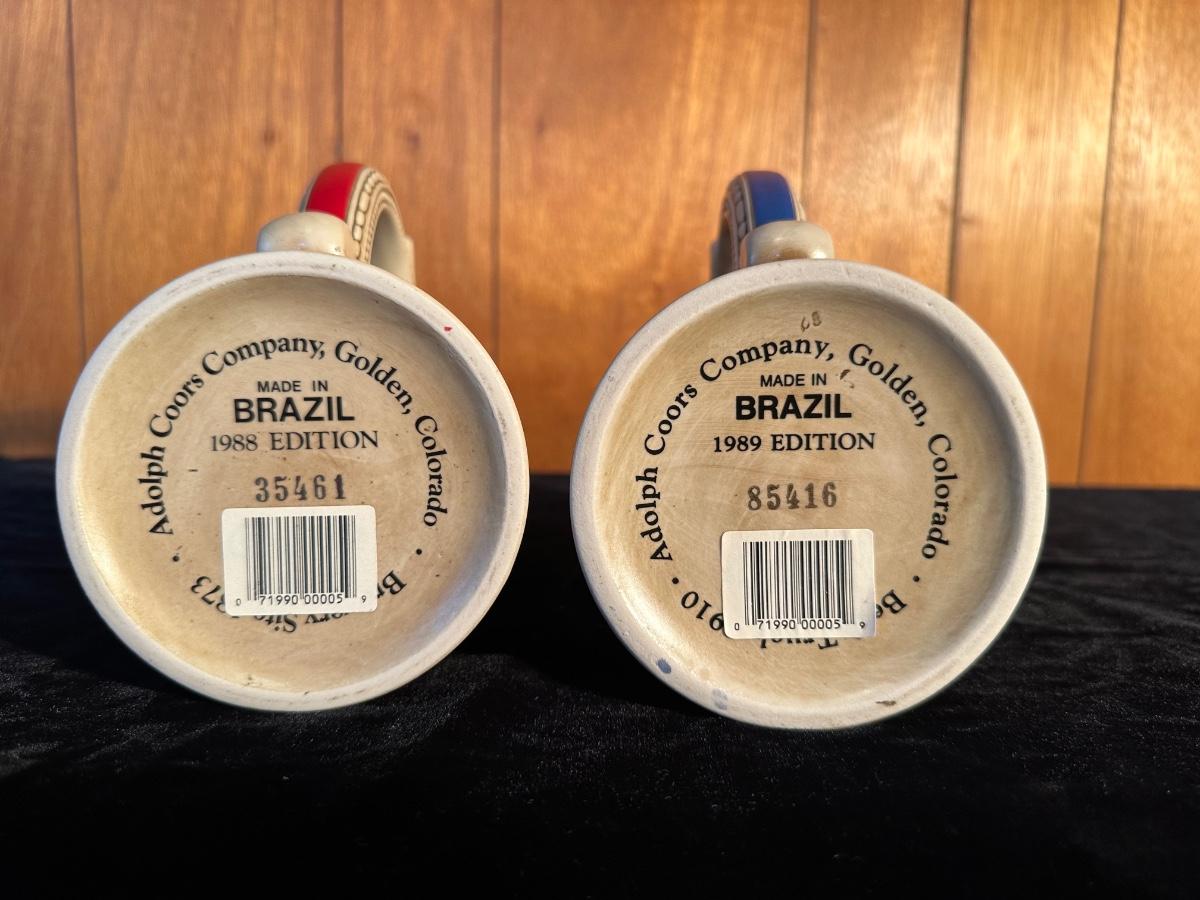 Adolph Coors Company, Golden, Colorado
MADE IN
BRAZIL
1988 EDITION
35461
0 71990 00005 9
Adolph Coors Company, Golden, Colorado
MADE IN
BRAZIL
1989 EDITION
85416
0 71990 00005 9